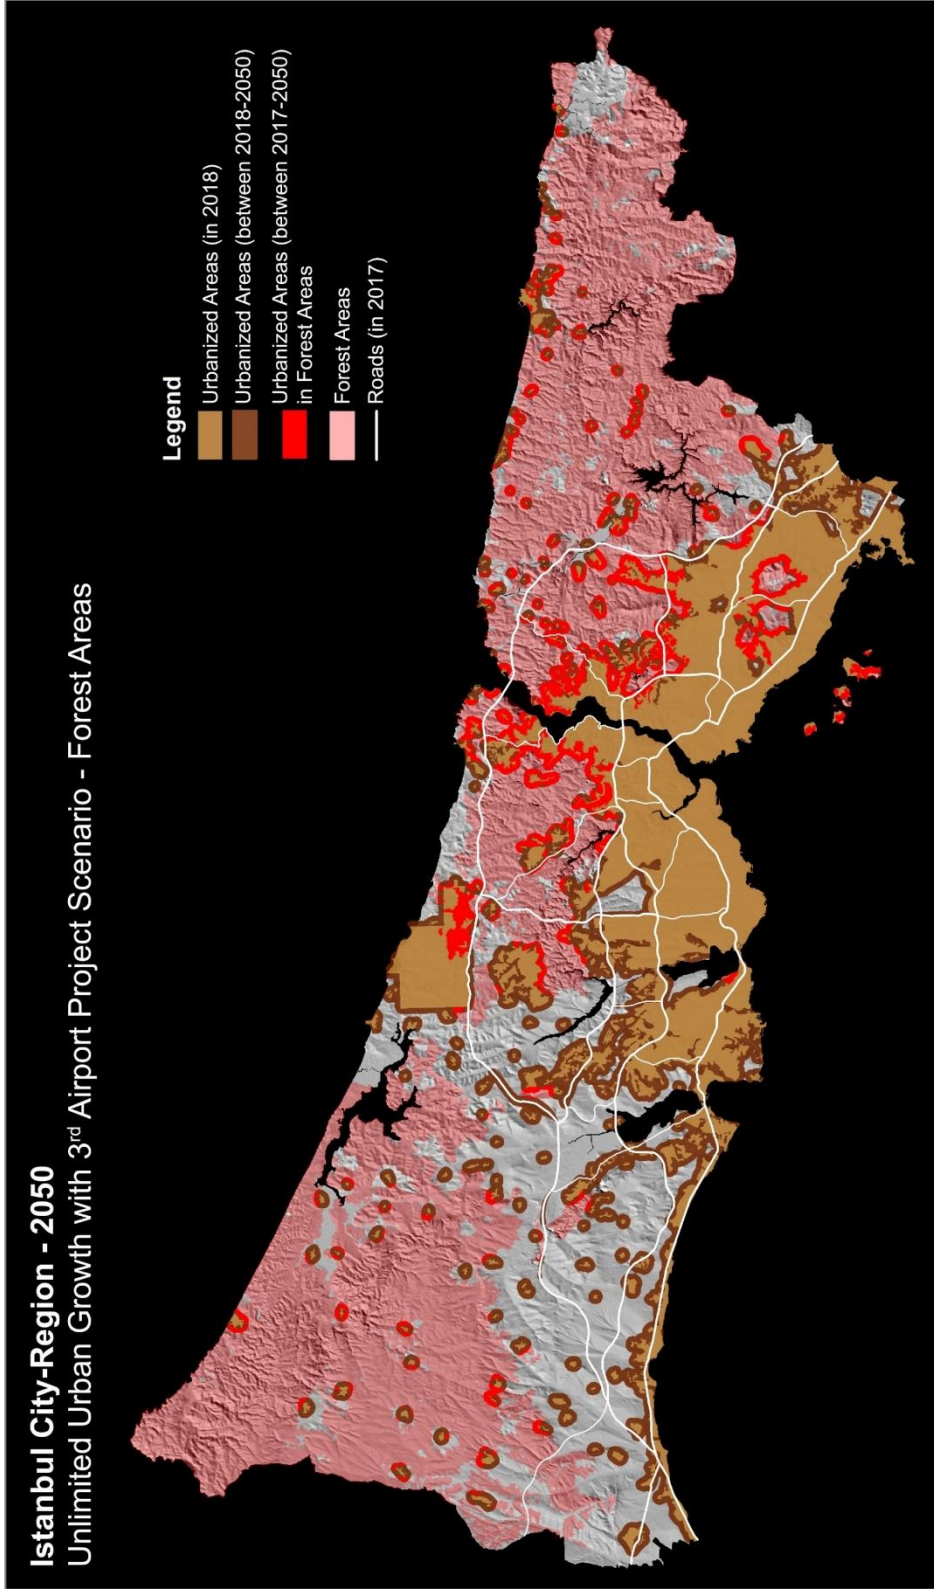 Istanbul City-Region - 2050
Unlimited Urban Growth with 3rd Airport Project Scenario - Forest Areas
Legend
Urbanized Areas (in 2018)
Urbanized Areas (between 2018-2050)
Urbanized Areas (between 2017-2050)
in Forest Areas
Forest Areas
Roads (in 2017)